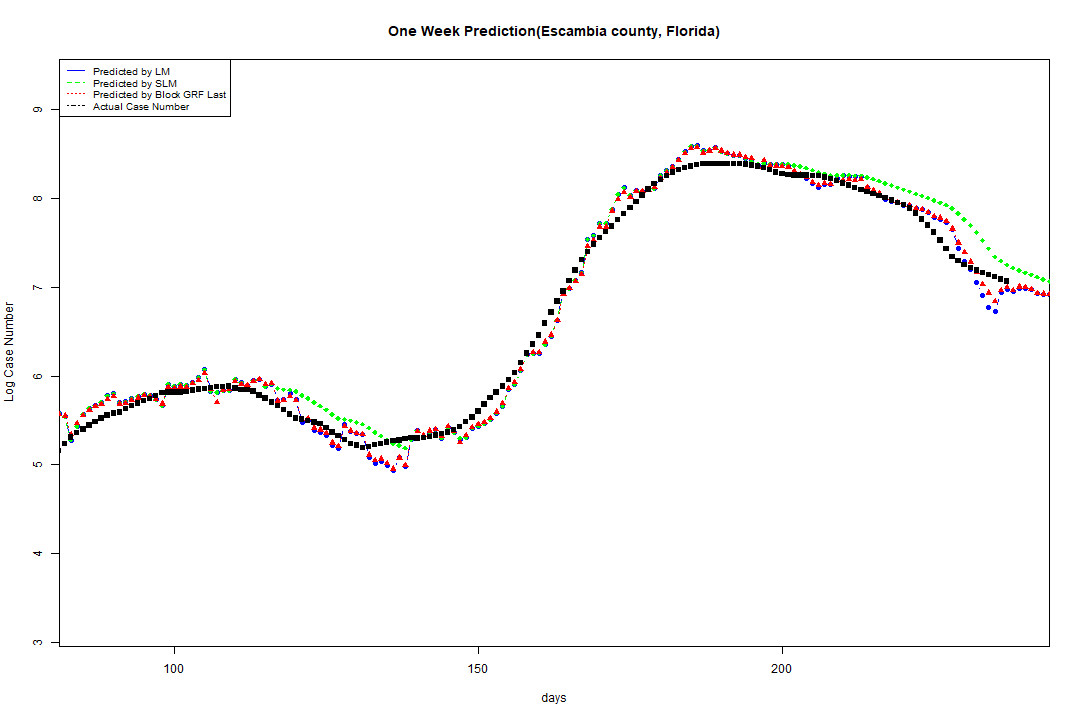 One Week Prediction(Escambia county, Florida)
Predicted by LM
Predicted by SLM
Predicted by Block GRF Last
Actual Case Number
9
8
7
6
5
4
3
Log Case Number
100 150 200
days